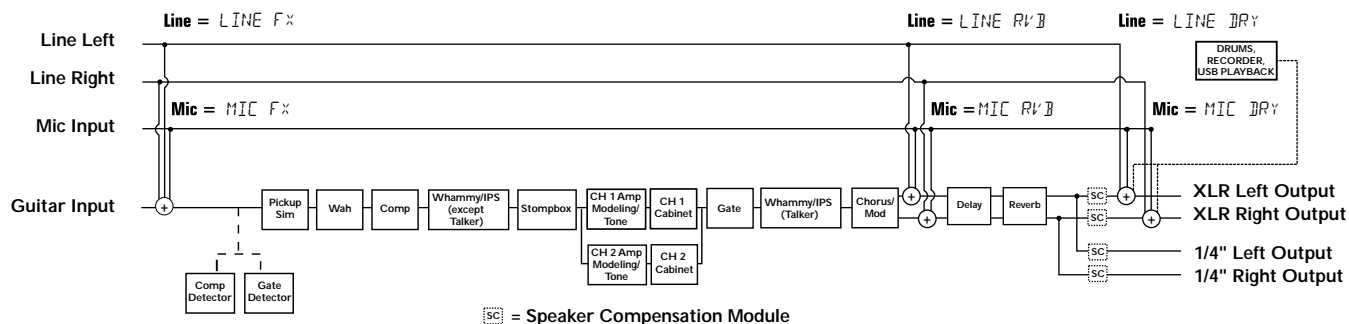 Line = LINE FX
Line = LINE RVB
Line = LINE DRY
Line Left
DRUMS,
RECORDER,
USB PLAYBACK
Line Right
Mic = MIC FX
Mic = MIC RVB
Mic = MIC DRY
Mic Input
Guitar Input
+
Pickup
Sim
Wah
Comp
Whammy/IPS
(except
Talker)
Stompbox
CH 1 Amp
Modeling/
Tone
CH 1
Cabinet
CH 2 Amp
Modeling/
Tone
CH 2
Cabinet
Gate
Whammy/IPS
(Talker)
Chorus/
Mod
+
+
Delay
Reverb
SC
+
XLR Left Output
SC
+
XLR Right Output
SC
1/4" Left Output
SC
1/4" Right Output
Comp
Detector
Gate
Detector
SC = Speaker Compensation Module